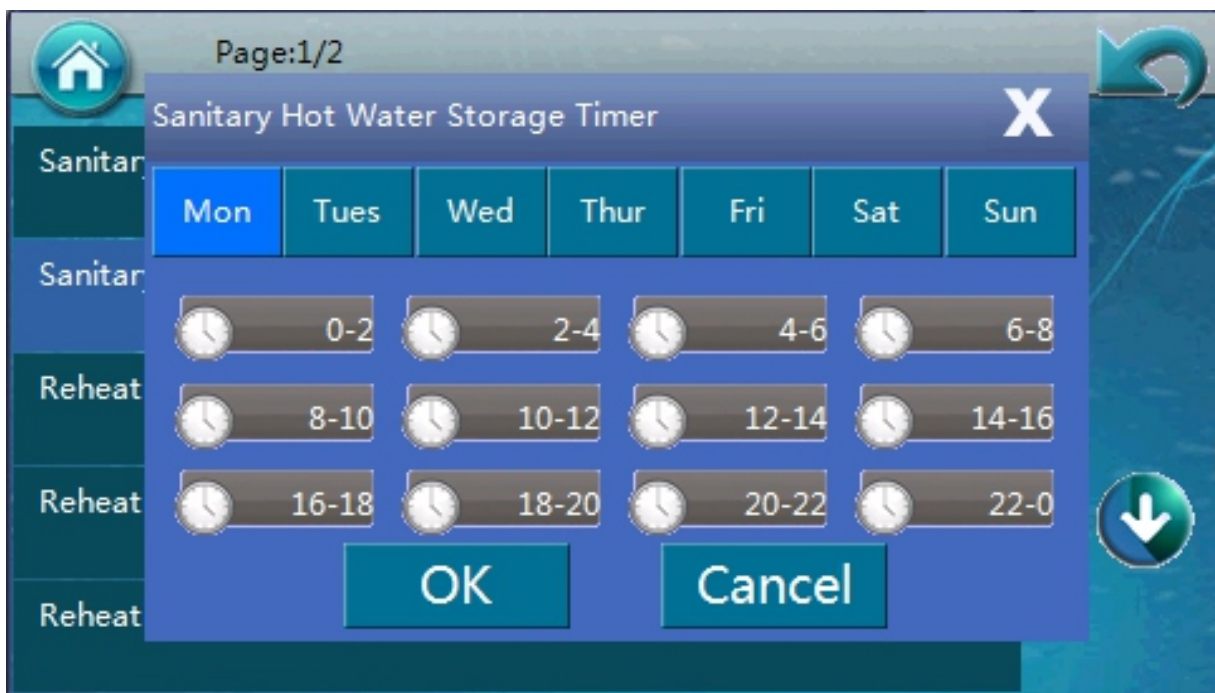 Page:1/2
Sanitary Hot Water Storage Timer X
Sanitar
Mon Tues Wed Thur Fri Sat Sun
Sanitar
0-2 2-4 4-6 6-8
Reheat
8-10 10-12 12-14 14-16
Reheat
16-18 18-20 20-22 22-0
OK Cancel
Reheat